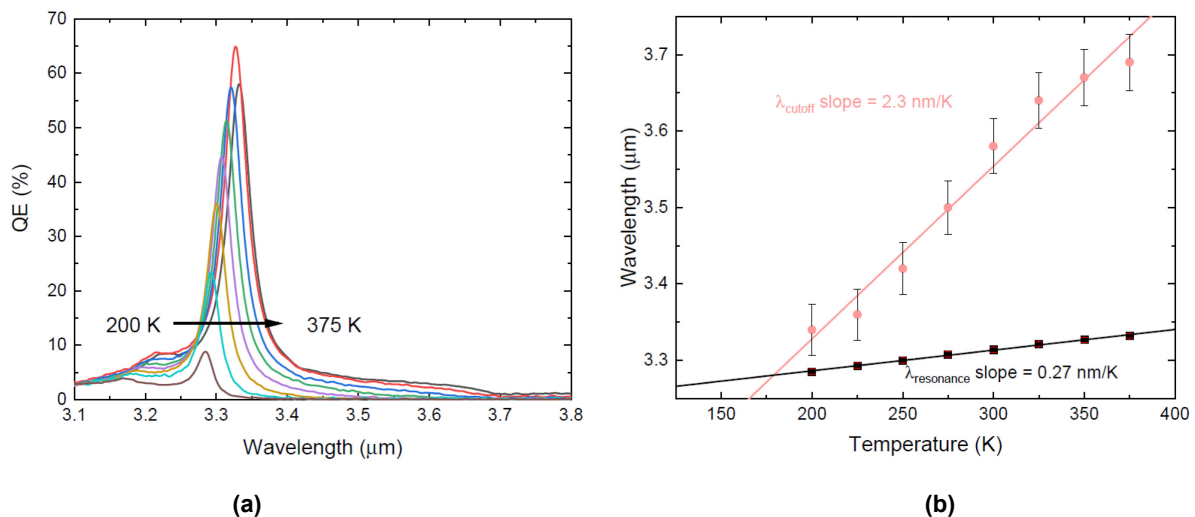 QE (%)
70
60
50
40
30
20
10
0
200 K
375 K
3.1 3.2 3.3 3.4 3.5 3.6 3.7 3.8
Wavelength (μm)
(a)
Wavelength (μm)
3.7
3.6
3.5
3.4
3.3
λcutoff slope = 2.3 nm/K
λresonance slope = 0.27 nm/K
150 200 250 300 350 400
Temperature (K)
(b)